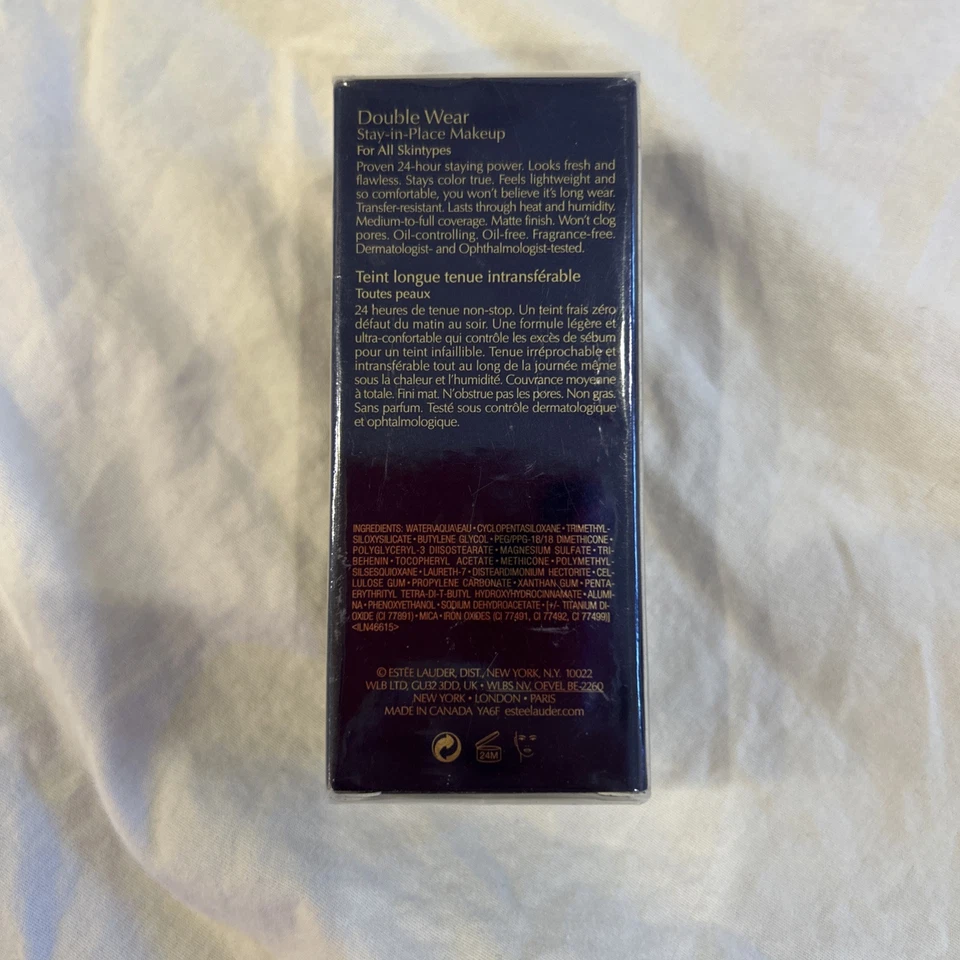 Double Wear
Stay-in-Place Makeup
For All Skintypes
Proven 24-hour staying power. Looks fresh and
flawless. Stays color true. Feels lightweight and
so comfortable, you won't believe it's long wear.
Transfer-resistant. Lasts through heat and humidity.
Medium-to-full coverage. Matte finish. Won't clog
pores. Oil-controlling. Oil-free. Fragrance-free.
Dermatologist- and Ophthalmologist-tested.
Teint longue tenue intransférable
Toutes peaux
24 heures de tenue non-stop. Un teint frais zéro
défaut du matin au soir. Une formule légère et
ultra-confortable qui contrôle les excès de sébum
pour un teint infaillible. Tenue irréprochable et
intransférable tout au long de la journée même
sous la chaleur et l'humidité. Couvrance moyenne
à totale. Fini mat. N'obstrue pas les pores. Non gras.
Sans parfum. Testé sous contrôle dermatologique
et ophtalmologique.
INGREDIENTS: WATER\AQUA\EAU • CYCLOPENTASILOXANE • TRIMETHYL-
SILOXYSILICATE • BUTYLENE GLYCOL • PEG/PPG-18/18 DIMETHICONE •
POLYGLYCERYL-3 DIISOSTEARATE • MAGNESIUM SULFATE • TRI-
BEHENIN • TOCOPHERYL ACETATE • METHICONE • POLYMETHYL-
SILSESQUIOXANE • LAURETH-7 • DISTEARDIMONIUM HECTORITE • CEL-
LULOSE GUM • PROPYLENE CARBONATE • XANTHAN GUM • PENTA-
ERYTHRITYL TETRA-DI-T-BUTYL HYDROXYHYDROCINNAMATE • ALUMI-
NA • PHENOXYETHANOL • SODIUM DEHYDROACETATE • [+/- TITANIUM DI-
OXIDE (CI 77891) • MICA • IRON OXIDES (CI 77491, CI 77492, CI 77499)]
<ILN46615>
© ESTĒE LAUDER, DIST., NEW YORK, N.Y. 10022
WLB LTD, GU32 3DD, UK • WLBS NV. OEVEL BE-2260
NEW YORK • LONDON • PARIS
MADE IN CANADA YA6F esteelauder.com
24M